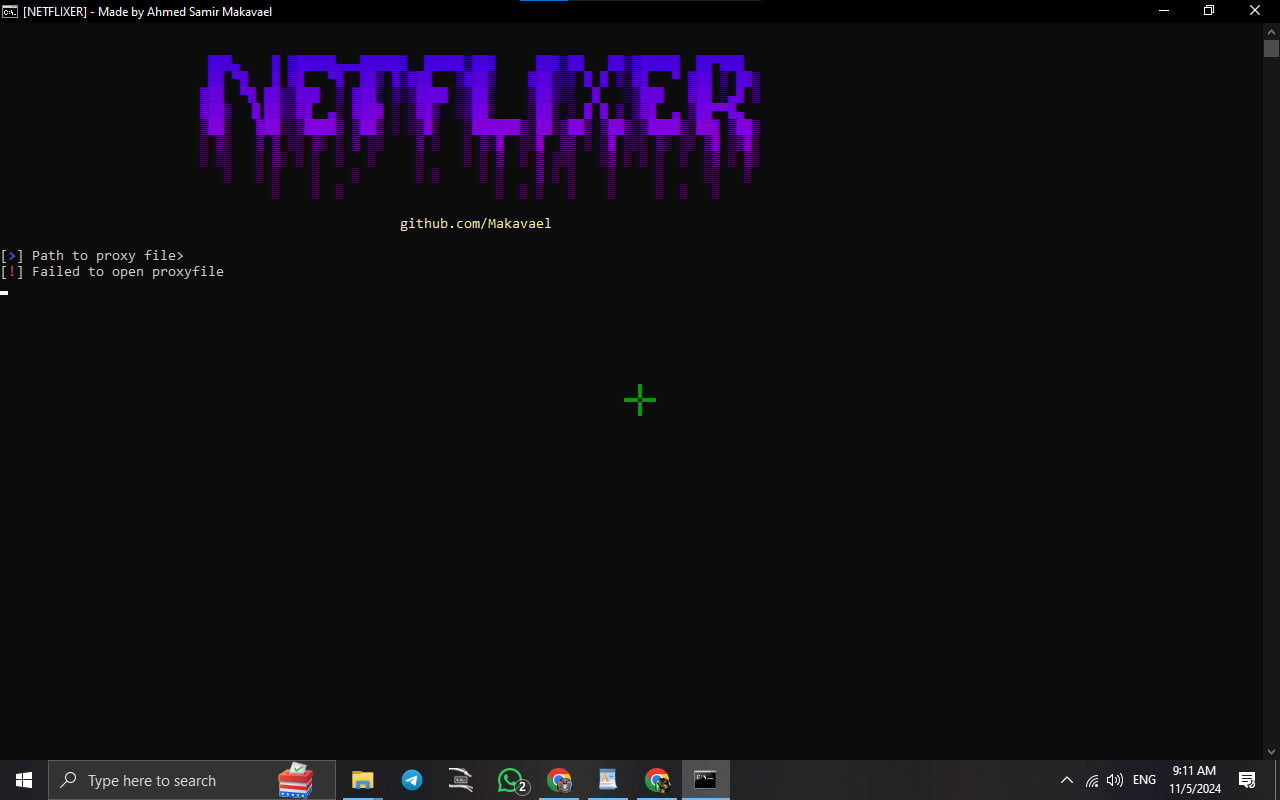 [NETFLIXER] - Made by Ahmed Samir Makavael
NETFLIXER
github.com/Makavael
[>] Path to proxy file>
[!] Failed to open proxyfile
Type here to search
2
ENG
9:11 AM
11/5/2024